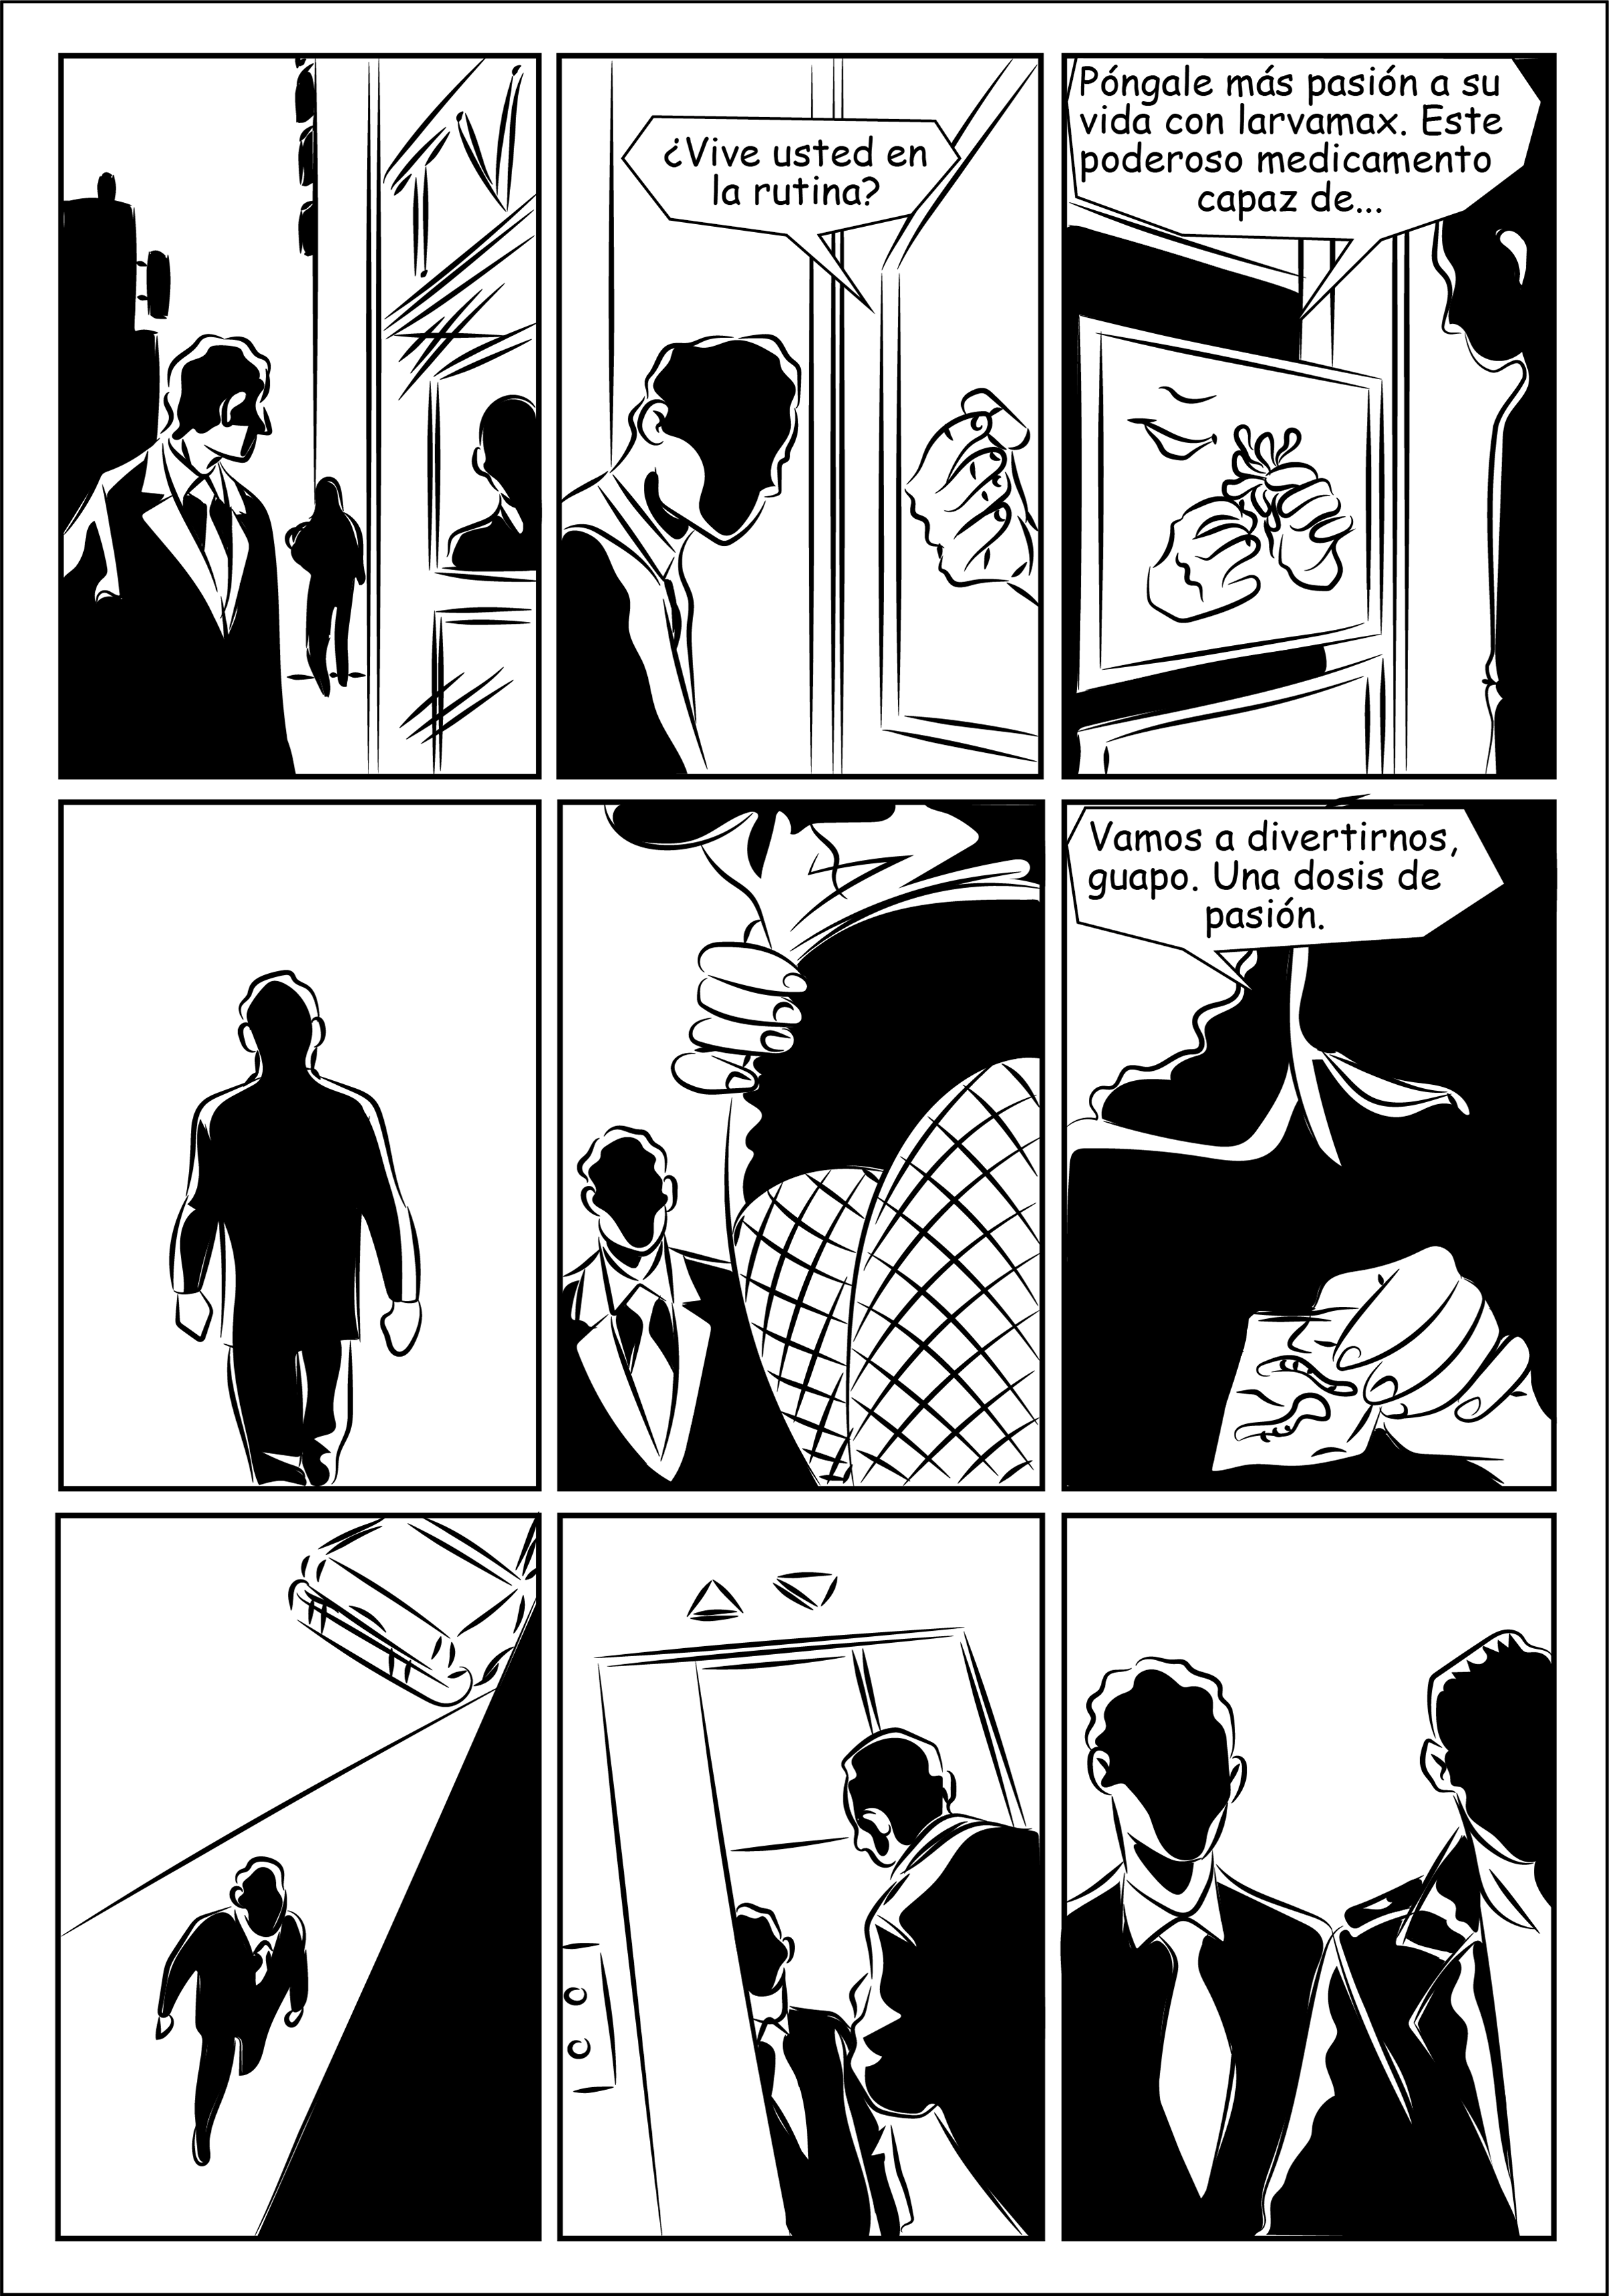 ¿Vive usted en
la rutina?
Póngale más pasión a su
vida con larvamax. Este
poderoso medicamento
capaz de...
Vamos a divertirnos,
guapo. Una dosis de
pasión.